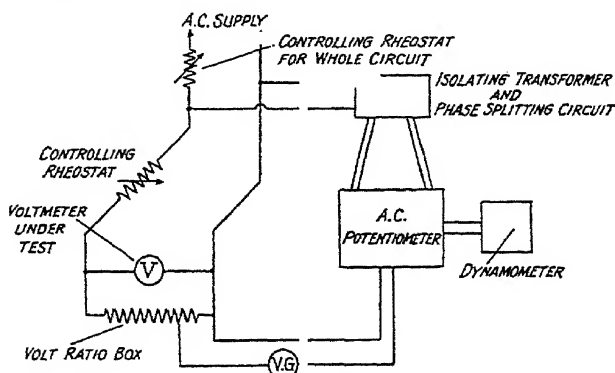 A.C. SUPPLY
CONTROLLING RHEOSTAT
FOR WHOLE CIRCUIT
ISOLATING TRANSFORMER
AND
PHASE SPLITTING CIRCUIT
CONTROLLING
RHEOSTAT
VOLTMETER
UNDER
TEST
V
A.C.
POTENTIOMETER
DYNAMOMETER
VOLT RATIO BOX
V.G